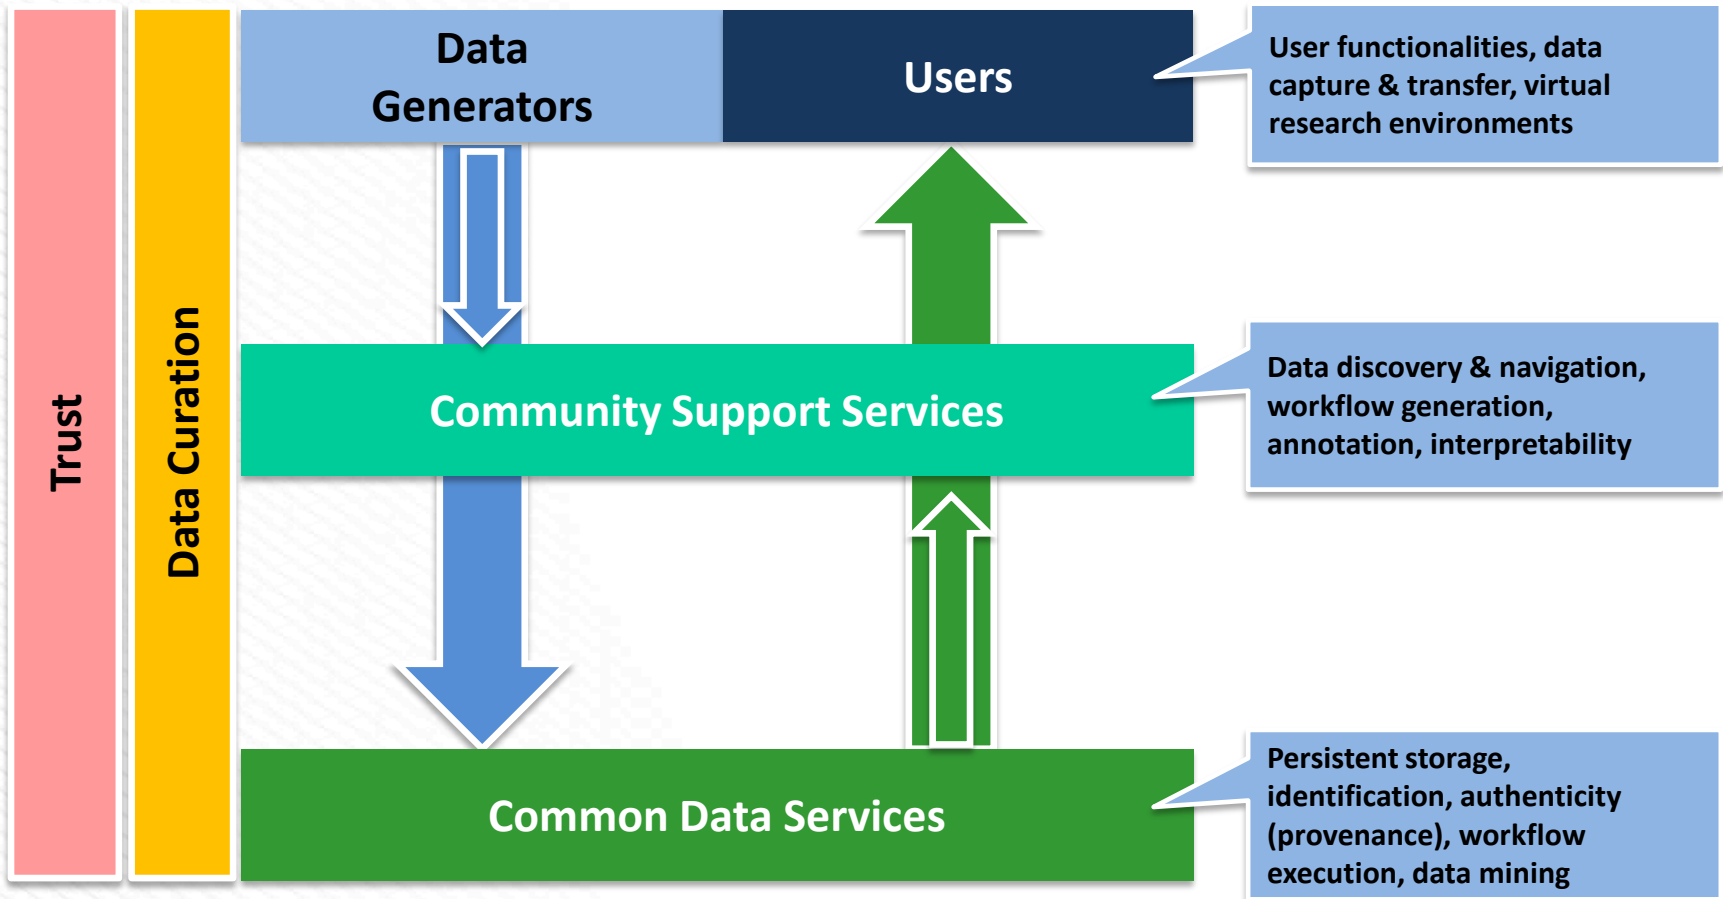 Trust
Data Curation
Data
Generators
Users
User functionalities, data
capture & transfer, virtual
research environments
Community Support Services
Data discovery & navigation,
workflow generation,
annotation, interpretability
Common Data Services
Persistent storage,
identification, authenticity
(provenance), workflow
execution, data mining